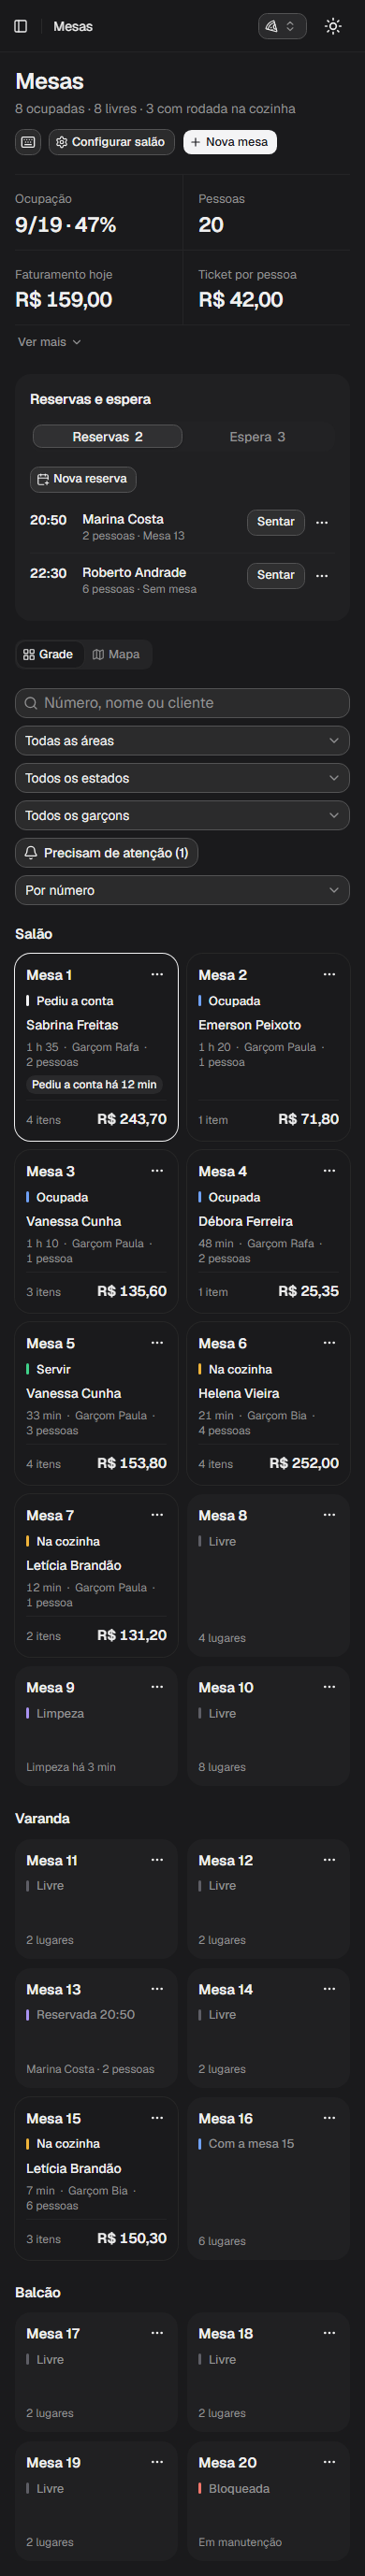 Mesas
Mesas
8 ocupadas · 8 livres · 3 com rodada na cozinha
Configurar salão
Nova mesa
Ocupação
9/19 · 47%
Pessoas
20
Faturamento hoje
R$ 159,00
Ticket por pessoa
R$ 42,00
Ver mais
Reservas e espera
Reservas 2
Espera 3
Nova reserva
20:50
Marina Costa
2 pessoas · Mesa 13
Sentar
22:30
Roberto Andrade
6 pessoas · Sem mesa
Sentar
Grade
Mapa
Número, nome ou cliente
Todas as áreas
Todos os estados
Todos os garçons
Precisam de atenção (1)
Por número
Salão
Mesa 1
Pediu a conta
Sabrina Freitas
1 h 35 · Garçom Rafa ·
2 pessoas
Pediu a conta há 12 min
4 itens
R$ 243,70
Mesa 2
Ocupada
Emerson Peixoto
1 h 20 · Garçom Paula ·
1 pessoa
1 item
R$ 71,80
Mesa 3
Ocupada
Vanessa Cunha
1 h 10 · Garçom Paula ·
1 pessoa
3 itens
R$ 135,60
Mesa 4
Ocupada
Débora Ferreira
48 min · Garçom Rafa ·
2 pessoas
1 item
R$ 25,35
Mesa 5
Servir
Vanessa Cunha
33 min · Garçom Paula ·
3 pessoas
4 itens
R$ 153,80
Mesa 6
Na cozinha
Helena Vieira
21 min · Garçom Bia ·
4 pessoas
4 itens
R$ 252,00
Mesa 7
Na cozinha
Letícia Brandão
12 min · Garçom Paula ·
1 pessoa
2 itens
R$ 131,20
Mesa 8
Livre
4 lugares
Mesa 9
Limpeza
Limpeza há 3 min
Mesa 10
Livre
8 lugares
Varanda
Mesa 11
Livre
2 lugares
Mesa 12
Livre
2 lugares
Mesa 13
Reservada 20:50
Marina Costa · 2 pessoas
Mesa 14
Livre
2 lugares
Mesa 15
Na cozinha
Letícia Brandão
7 min · Garçom Bia ·
6 pessoas
3 itens
R$ 150,30
Mesa 16
Com a mesa 15
6 lugares
Balcão
Mesa 17
Livre
2 lugares
Mesa 18
Livre
2 lugares
Mesa 19
Livre
2 lugares
Mesa 20
Bloqueada
Em manutenção